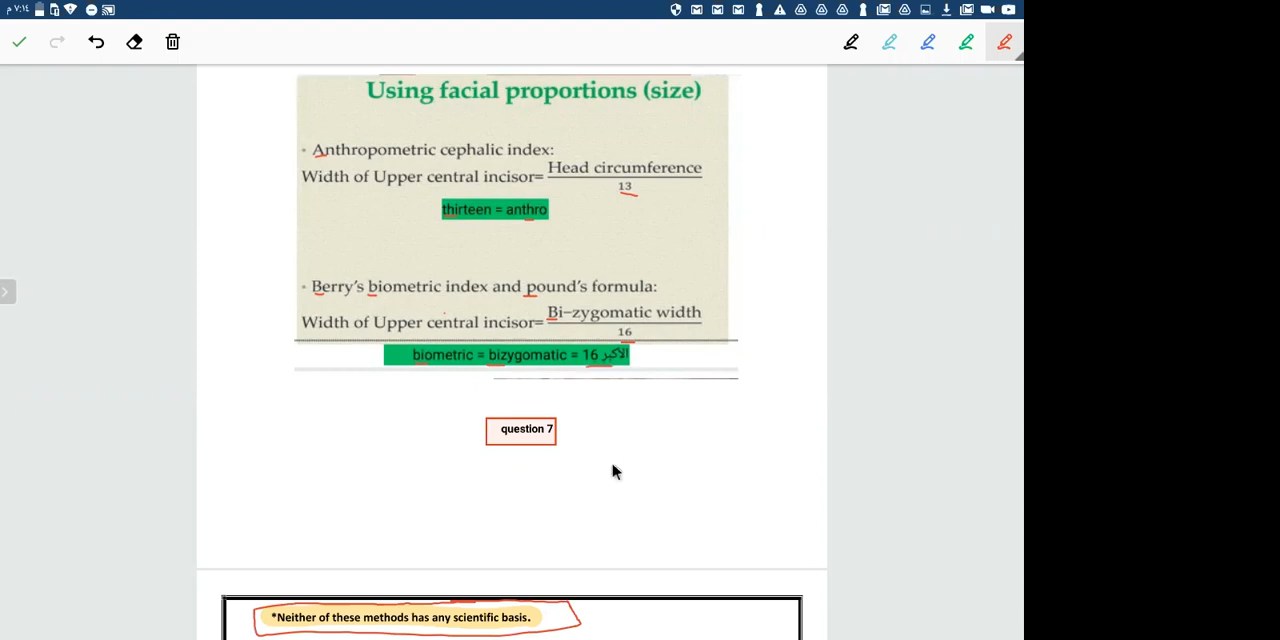 ٧:١٤ م
Using facial proportions (size)
• Anthropometric cephalic index:
Width of Upper central incisor= Head circumference
13
thirteen = anthro
• Berry's biometric index and pound's formula:
Width of Upper central incisor= Bi–zygomatic width
16
biometric = bizygomatic = 16 الأكبر
question 7
*Neither of these methods has any scientific basis.